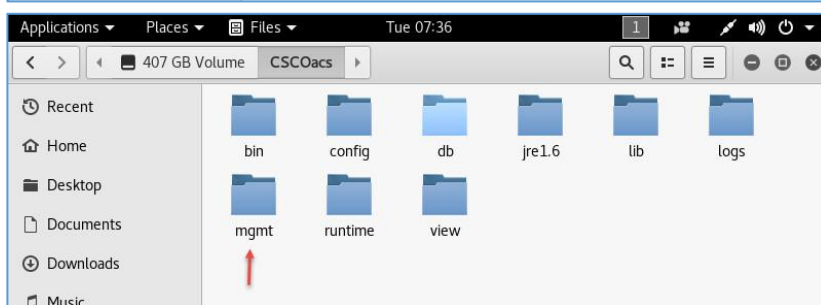 Applications Places Files Tue 07:36 1
407 GB Volume CSCOacs
Recent
Home
Desktop
Documents
Downloads
Music
bin config db jre1.6 lib logs
mgmt runtime view